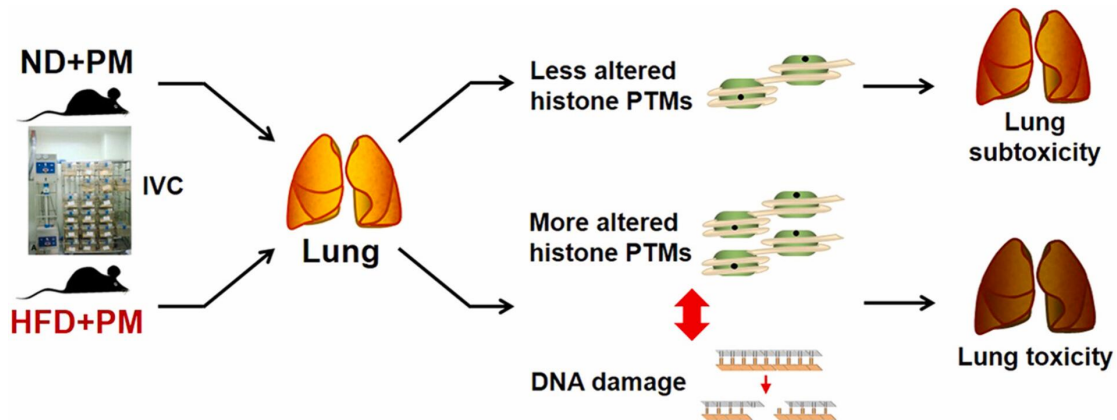 ND+PM
IVC
A
HFD+PM
Lung
Less altered
histone PTMs
More altered
histone PTMs
DNA damage
Lung
subtoxicity
Lung toxicity